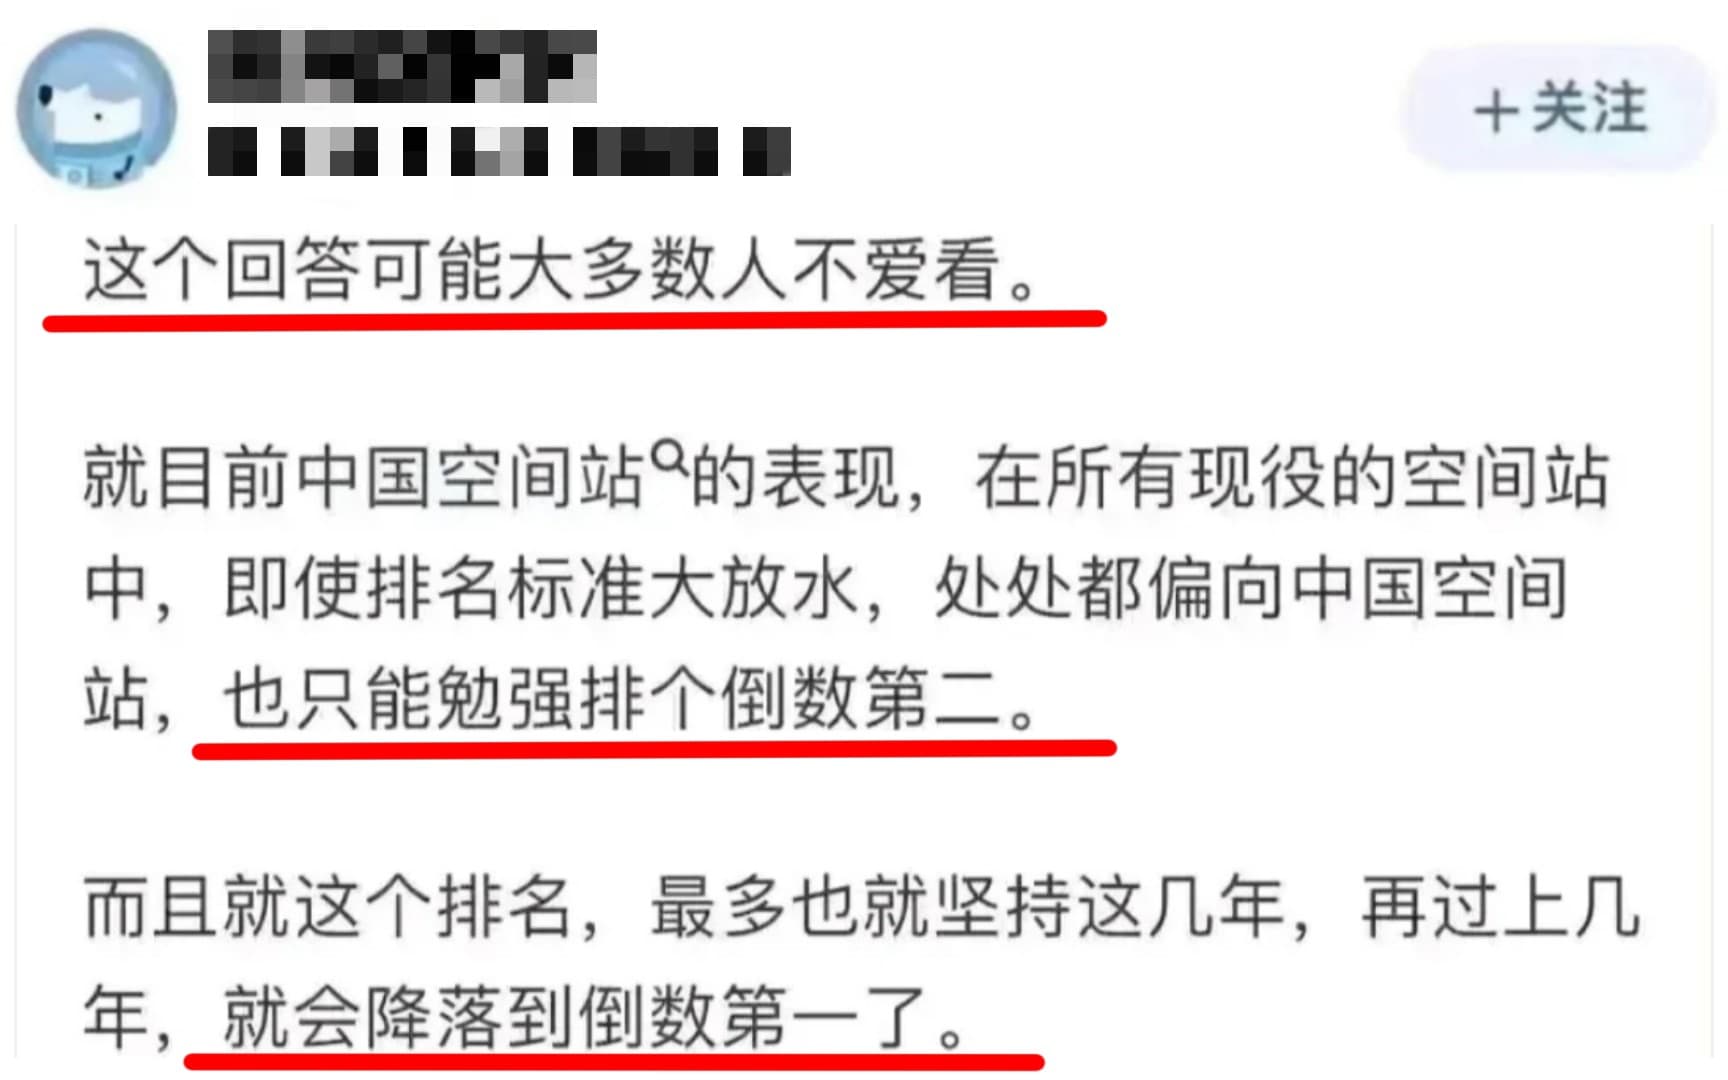 +关注
这个回答可能大多数人不爱看。
就目前中国空间站的表现，在所有现役的空间站
中，即使排名标准大放水，处处都偏向中国空间
站，也只能勉强排个倒数第二。
而且就这个排名，最多也就坚持这几年，再过上几
年，就会降落到倒数第一了。